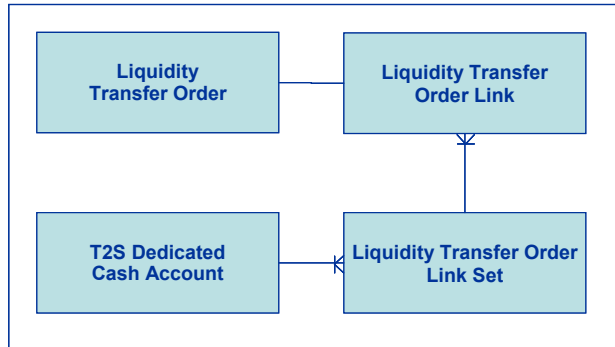 Liquidity
Transfer Order
Liquidity Transfer
Order Link
T2S Dedicated
Cash Account
Liquidity Transfer Order
Link Set